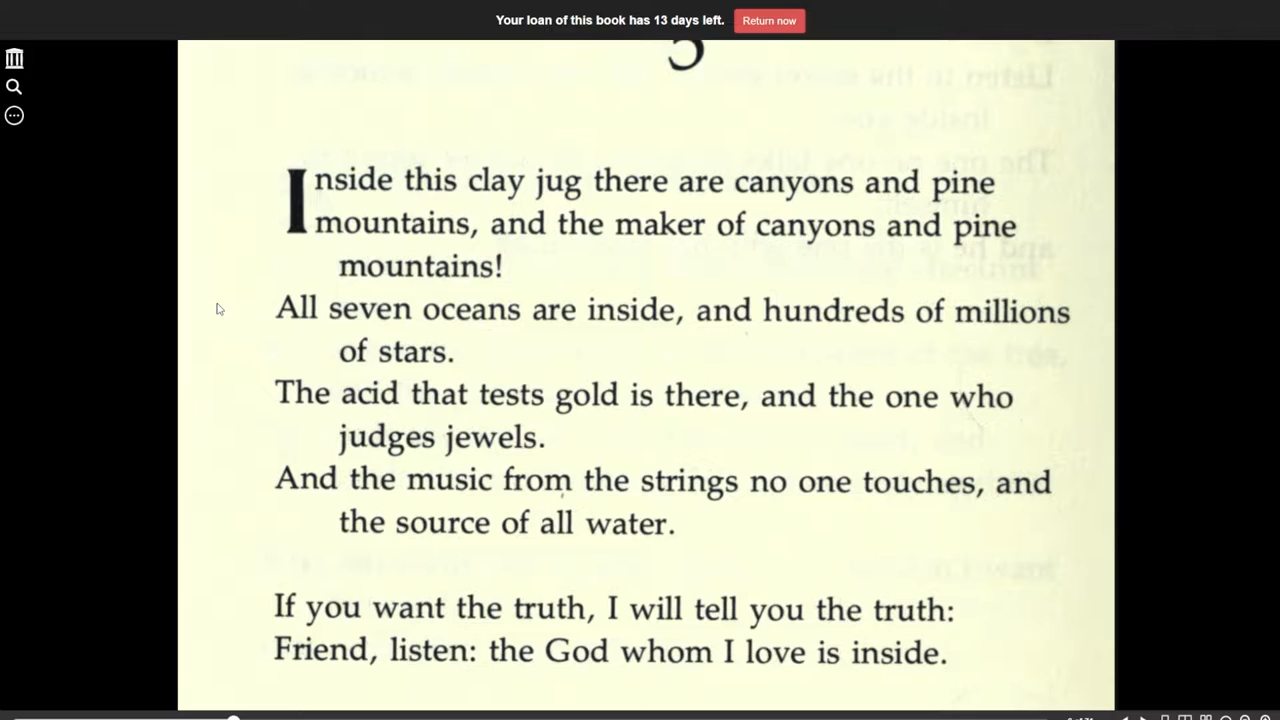 Your loan of this book has 13 days left. Return now
5
Inside this clay jug there are canyons and pine
mountains, and the maker of canyons and pine
mountains!
All seven oceans are inside, and hundreds of millions
of stars.
The acid that tests gold is there, and the one who
judges jewels.
And the music from the strings no one touches, and
the source of all water.
If you want the truth, I will tell you the truth:
Friend, listen: the God whom I love is inside.